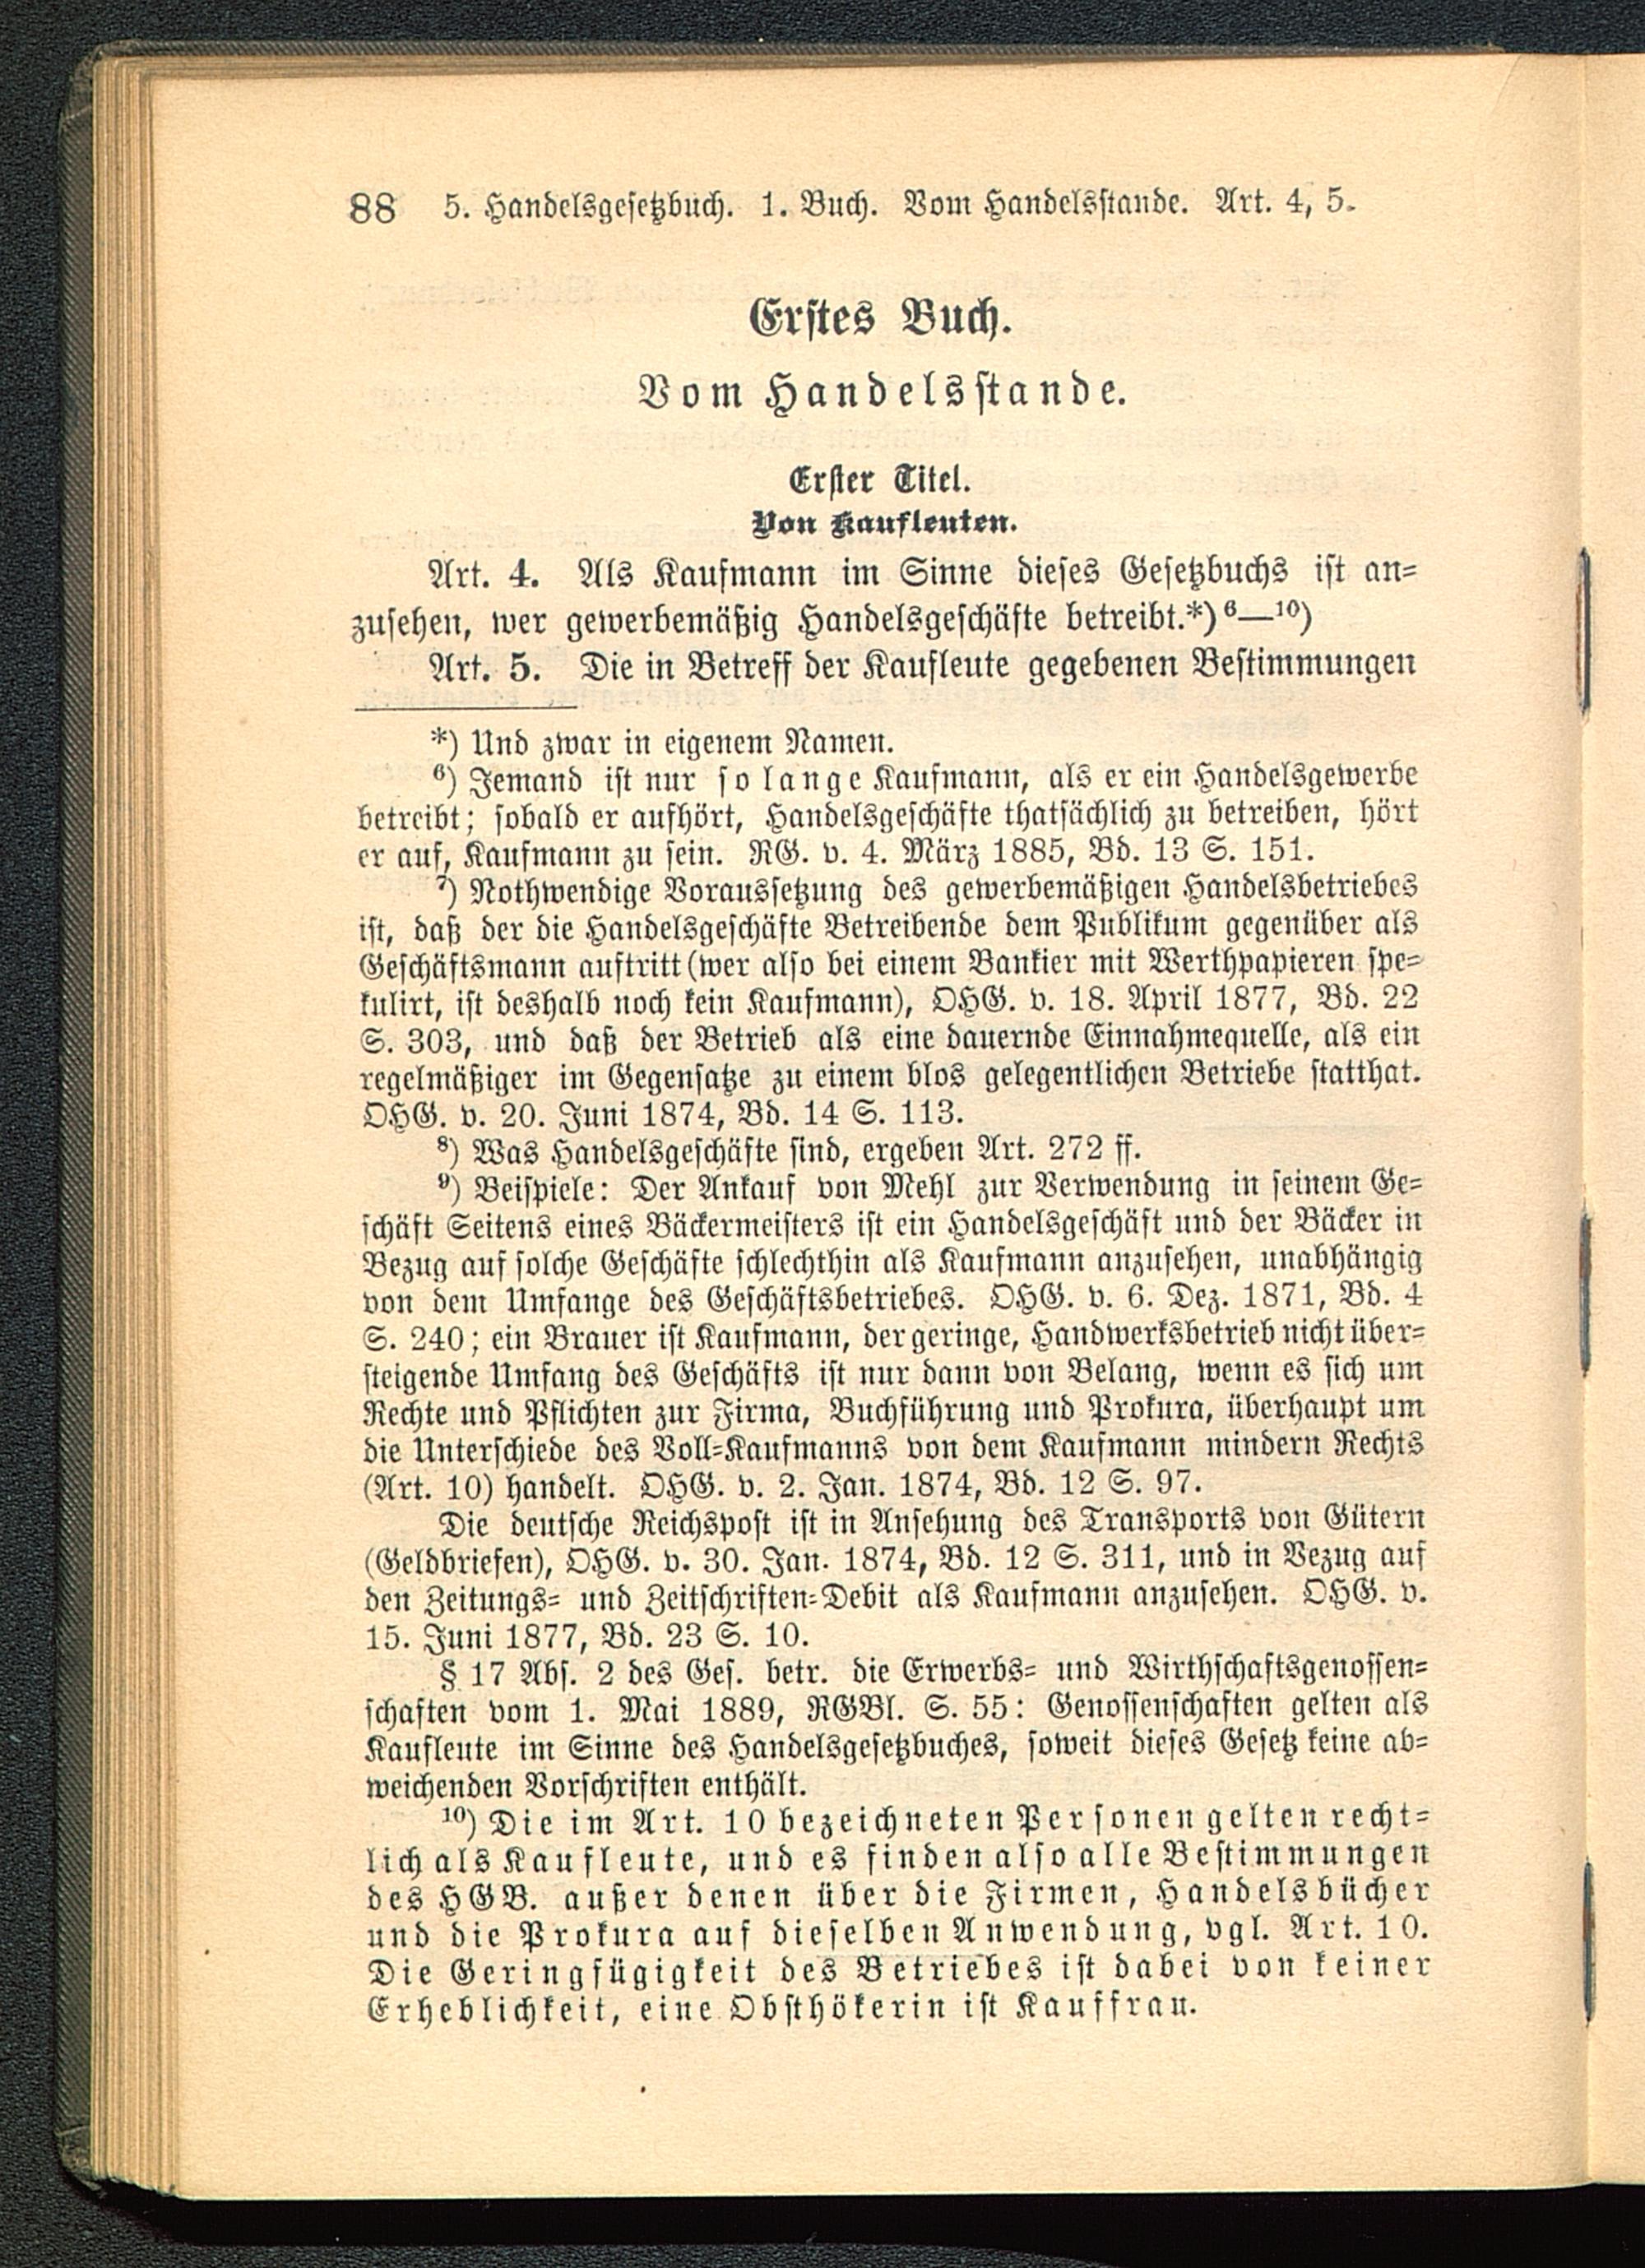 88 5. Handelsgesetzbuch. 1. Buch. Vom Handelsstande. Art. 4, 5.
Erstes Buch.
Vom Handelsstande.
Erster Titel.
Von Kaufleuten.
Art. 4. Als Kaufmann im Sinne dieses Gesetzbuchs ist an-
zusehen, wer gewerbemäßig Handelsgeschäfte betreibt.*) ⁶—¹⁰)
Art. 5. Die in Betreff der Kaufleute gegebenen Bestimmungen
*) Und zwar in eigenem Namen.
⁶) Jemand ist nur so lange Kaufmann, als er ein Handelsgewerbe
betreibt; sobald er aufhört, Handelsgeschäfte thatsächlich zu betreiben, hört
er auf, Kaufmann zu sein. RG. v. 4. März 1885, Bd. 13 S. 151.
⁷) Nothwendige Voraussetzung des gewerbemäßigen Handelsbetriebes
ist, daß der die Handelsgeschäfte Betreibende dem Publikum gegenüber als
Geschäftsmann auftritt (wer also bei einem Bankier mit Werthpapieren spe-
kulirt, ist deshalb noch kein Kaufmann), OHG. v. 18. April 1877, Bd. 22
S. 303, und daß der Betrieb als eine dauernde Einnahmequelle, als ein
regelmäßiger im Gegensatze zu einem blos gelegentlichen Betriebe statthat.
OHG. v. 20. Juni 1874, Bd. 14 S. 113.
⁸) Was Handelsgeschäfte sind, ergeben Art. 272 ff.
⁹) Beispiele: Der Ankauf von Mehl zur Verwendung in seinem Ge-
schäft Seitens eines Bäckermeisters ist ein Handelsgeschäft und der Bäcker in
Bezug auf solche Geschäfte schlechthin als Kaufmann anzusehen, unabhängig
von dem Umfange des Geschäftsbetriebes. OHG. v. 6. Dez. 1871, Bd. 4
S. 240; ein Brauer ist Kaufmann, der geringe, Handwerksbetrieb nicht über-
steigende Umfang des Geschäfts ist nur dann von Belang, wenn es sich um
Rechte und Pflichten zur Firma, Buchführung und Prokura, überhaupt um
die Unterschiede des Voll-Kaufmanns von dem Kaufmann mindern Rechts
(Art. 10) handelt. OHG. v. 2. Jan. 1874, Bd. 12 S. 97.
Die deutsche Reichspost ist in Ansehung des Transports von Gütern
(Geldbriefen), OHG. v. 30. Jan. 1874, Bd. 12 S. 311, und in Bezug auf
den Zeitungs- und Zeitschriften-Debit als Kaufmann anzusehen. OHG. v.
15. Juni 1877, Bd. 23 S. 10.
§ 17 Abs. 2 des Ges. betr. die Erwerbs- und Wirthschaftsgenossen-
schaften vom 1. Mai 1889, RGBl. S. 55: Genossenschaften gelten als
Kaufleute im Sinne des Handelsgesetzbuches, soweit dieses Gesetz keine ab-
weichenden Vorschriften enthält.
¹⁰) Die im Art. 10 bezeichneten Personen gelten recht-
lich als Kaufleute, und es finden also alle Bestimmungen
des HGB. außer denen über die Firmen, Handelsbücher
und die Prokura auf dieselben Anwendung, vgl. Art. 10.
Die Geringfügigkeit des Betriebes ist dabei von keiner
Erheblichkeit, eine Obsthökerin ist Kauffrau.